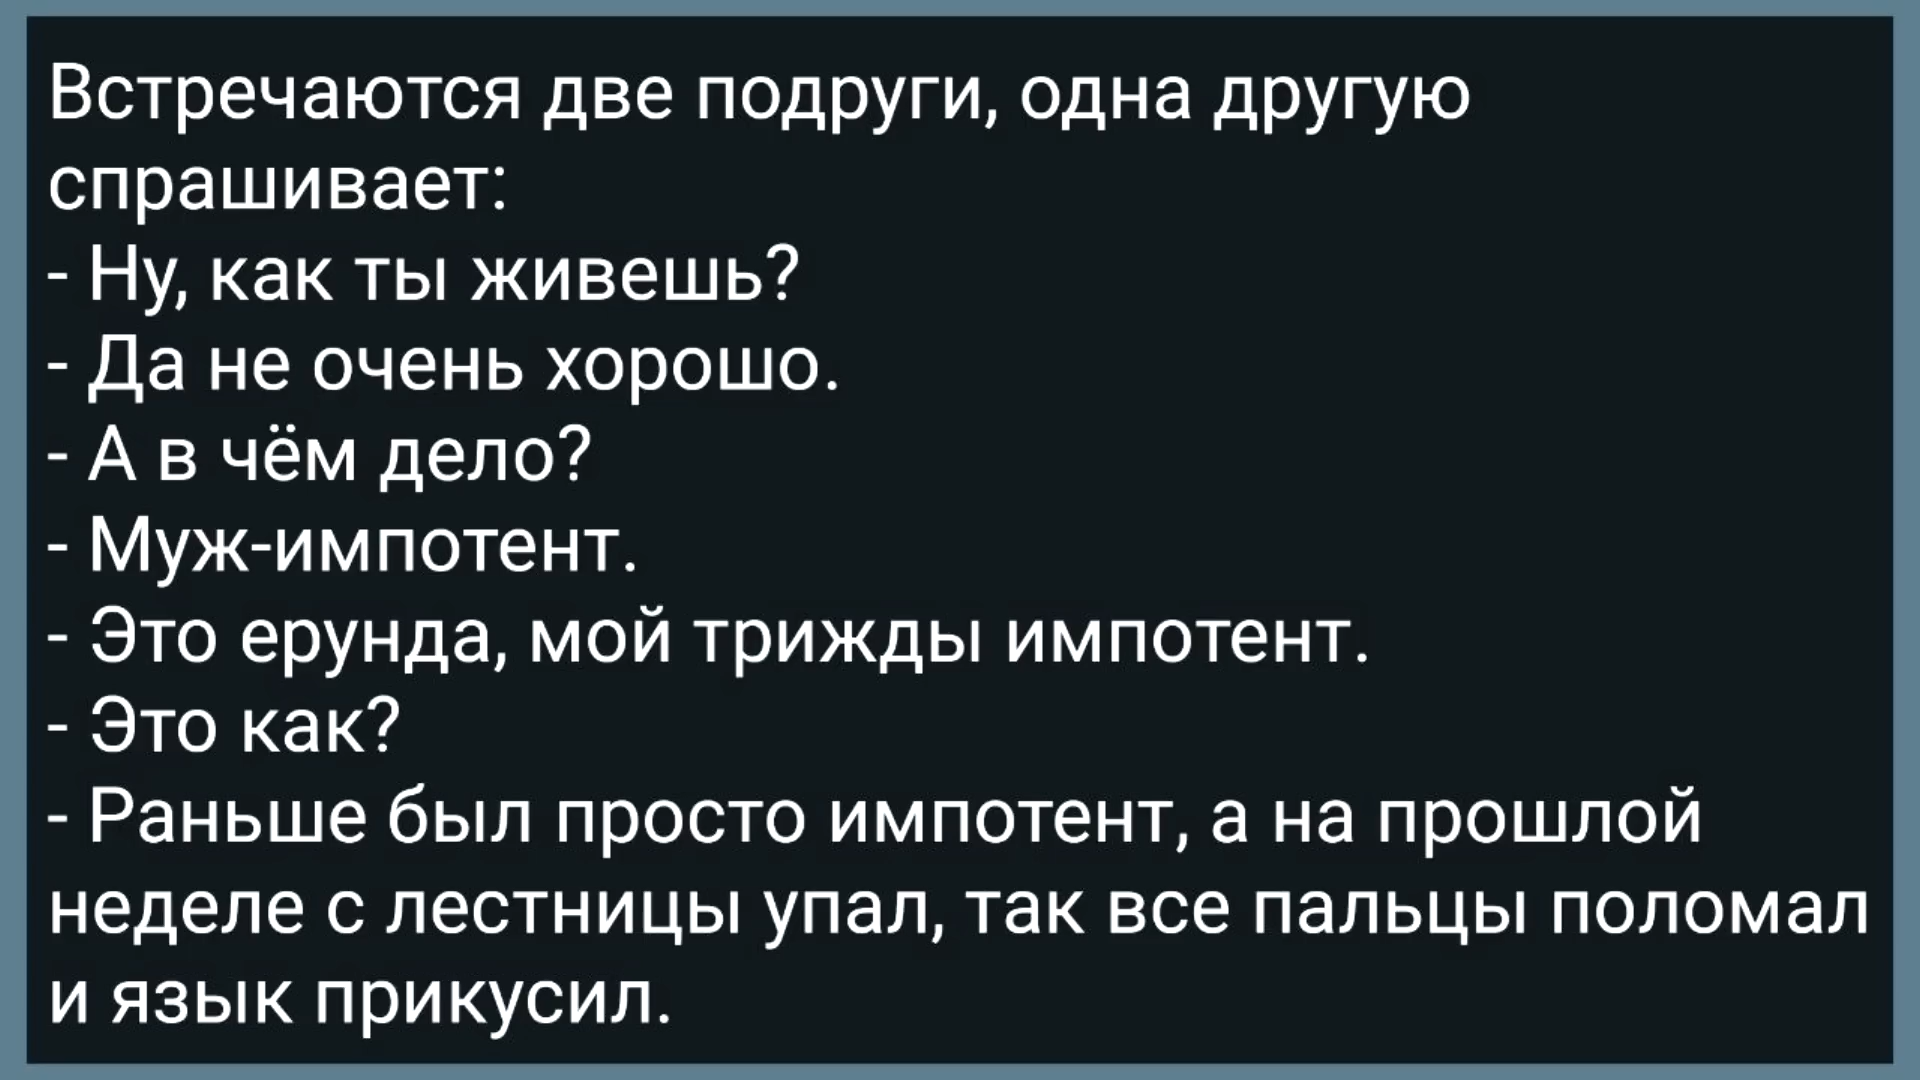 Встречаются две подруги, одна другую
спрашивает:
- Ну, как ты живешь?
- Да не очень хорошо.
- А в чём дело?
- Муж-импотент.
- Это ерунда, мой трижды импотент.
- Это как?
- Раньше был просто импотент, а на прошлой
неделе с лестницы упал, так все пальцы поломал
и язык прикусил.